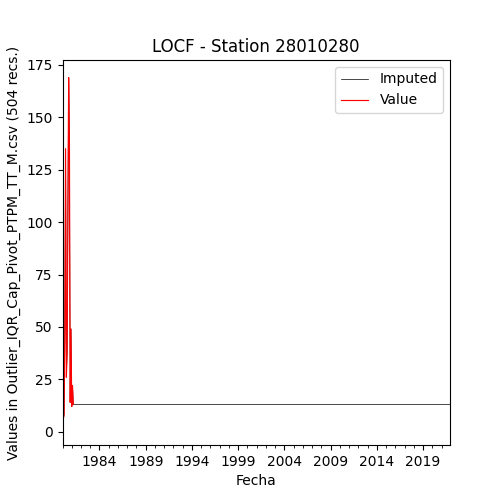 LOCF - Station 28010280
Values in Outlier_IQR_Cap_Pivot_PTPM_TT_M.csv (504 recs.)
175
150
125
100
75
50
25
0
Imputed
Value
1984 1989 1994 1999 2004 2009 2014 2019
Fecha